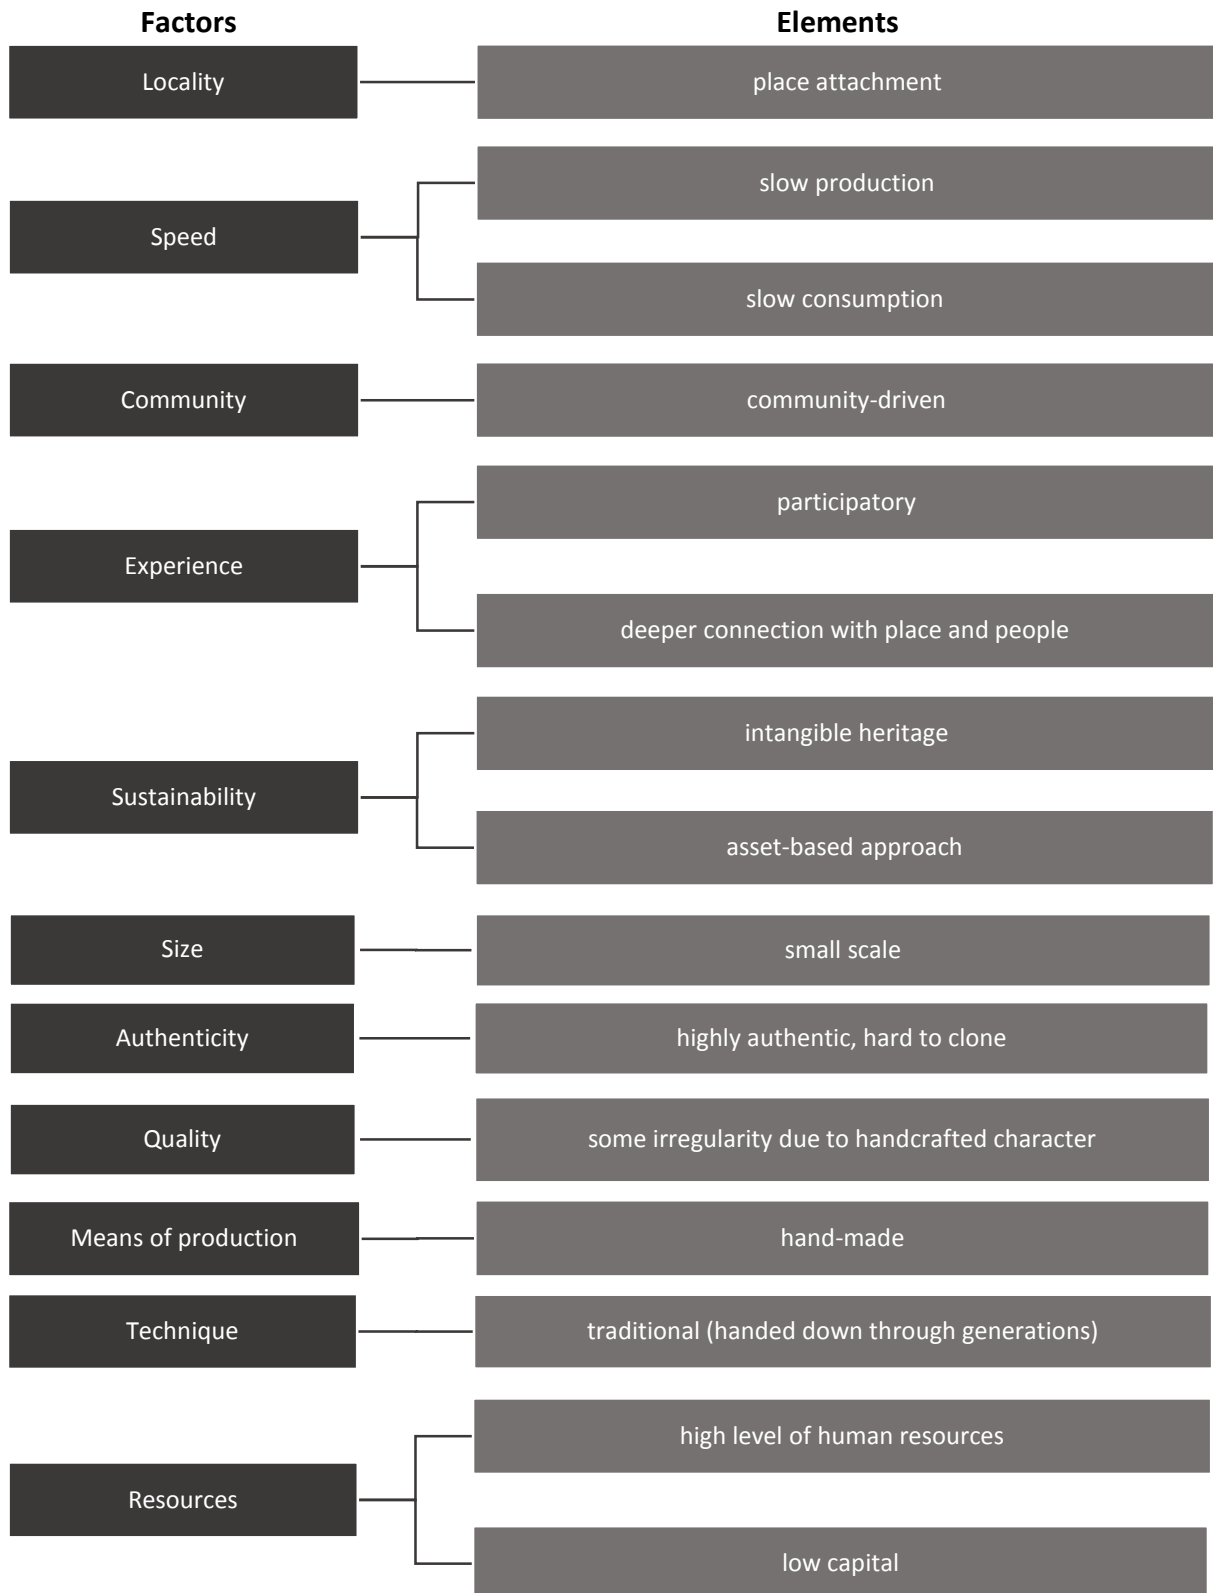 Factors
Elements
Locality
place attachment
Speed
slow production
slow consumption
Community
community-driven
Experience
participatory
deeper connection with place and people
Sustainability
intangible heritage
asset-based approach
Size
small scale
Authenticity
highly authentic, hard to clone
Quality
some irregularity due to handcrafted character
Means of production
hand-made
Technique
traditional (handed down through generations)
Resources
high level of human resources
low capital